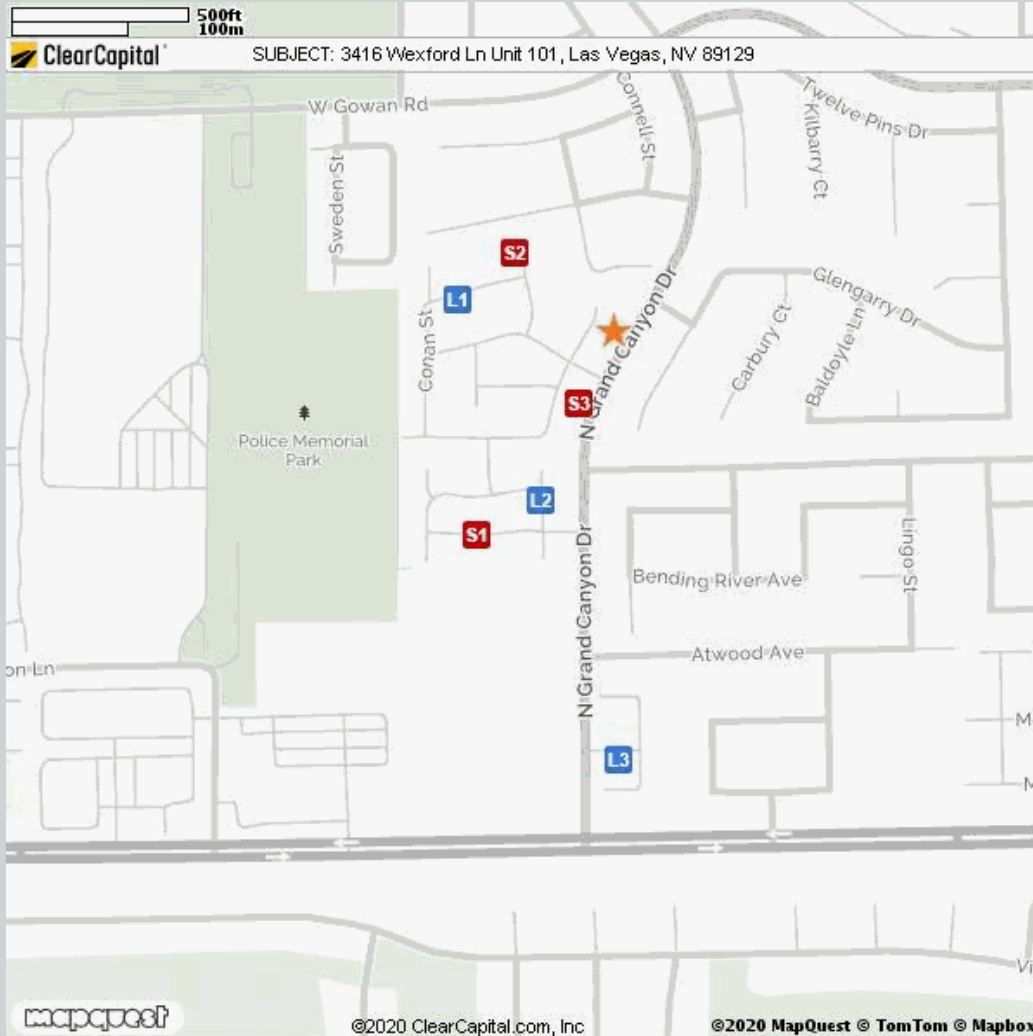 500ft
100m
ClearCapital
SUBJECT: 3416 Wexford Ln Unit 101, Las Vegas, NV 89129
W Gowan Rd
Connell St
Twelve Pins Dr
Kilbarry Ct
Sweden St
S2
L1
N Grand Canyon Dr
Glengarry Dr
Conan St
Carbury Ct
Baldoyle Ln
S3
Police Memorial
Park
L2
S1
N Grand Canyon Dr
Lingo St
Bending River Ave
Atwood Ave
on Ln
M
L3
M
Vi
mapquest
©2020 ClearCapital.com, Inc
©2020 MapQuest © TomTom © Mapbox